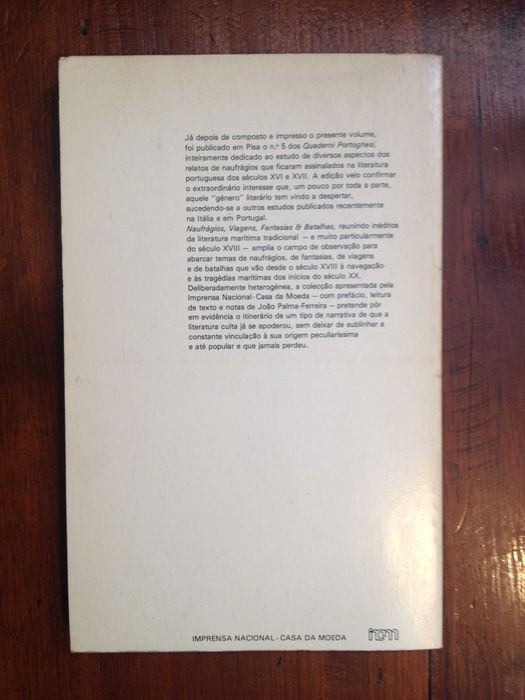 Já depois de composto e impresso o presente volume,
foi publicado em Pisa o n.º 5 dos Quaderni Portoghesi,
inteiramente dedicado ao estudo de diversos aspectos dos
relatos de naufrágios que ficaram assinalados na literatura
portuguesa dos séculos XVI e XVII. A edição veio confirmar
o extraordinário interesse que, um pouco por toda a parte,
aquele "gênero" literário tem vindo a despertar,
sucedendo-se a outros estudos publicados recentemente
na Itália e em Portugal.
Naufrágios, Viagens, Fantasias & Batalhas, reunindo inéditos
da literatura marítima tradicional — e muito particularmente
do século XVIII — amplia o campo de observação para
abarcar temas de naufrágios, de fantasias, de viagens
e de batalhas que vão desde o século XVIII à navegação
e às tragédias marítimas dos inícios do século XX.
Deliberadamente heterogénea, a colecção apresentada pela
Imprensa Nacional-Casa da Moeda — com prefácio, leitura
de texto e notas de João Palma-Ferreira — pretende pôr
em evidência o itinerário de um tipo de narrativa de que a
literatura culta já se apoderou, sem deixar de sublinhar a
constante vinculação à sua origem peculiaríssima
e até popular e que jamais perdeu.
IMPRENSA NACIONAL - CASA DA MOEDA incm